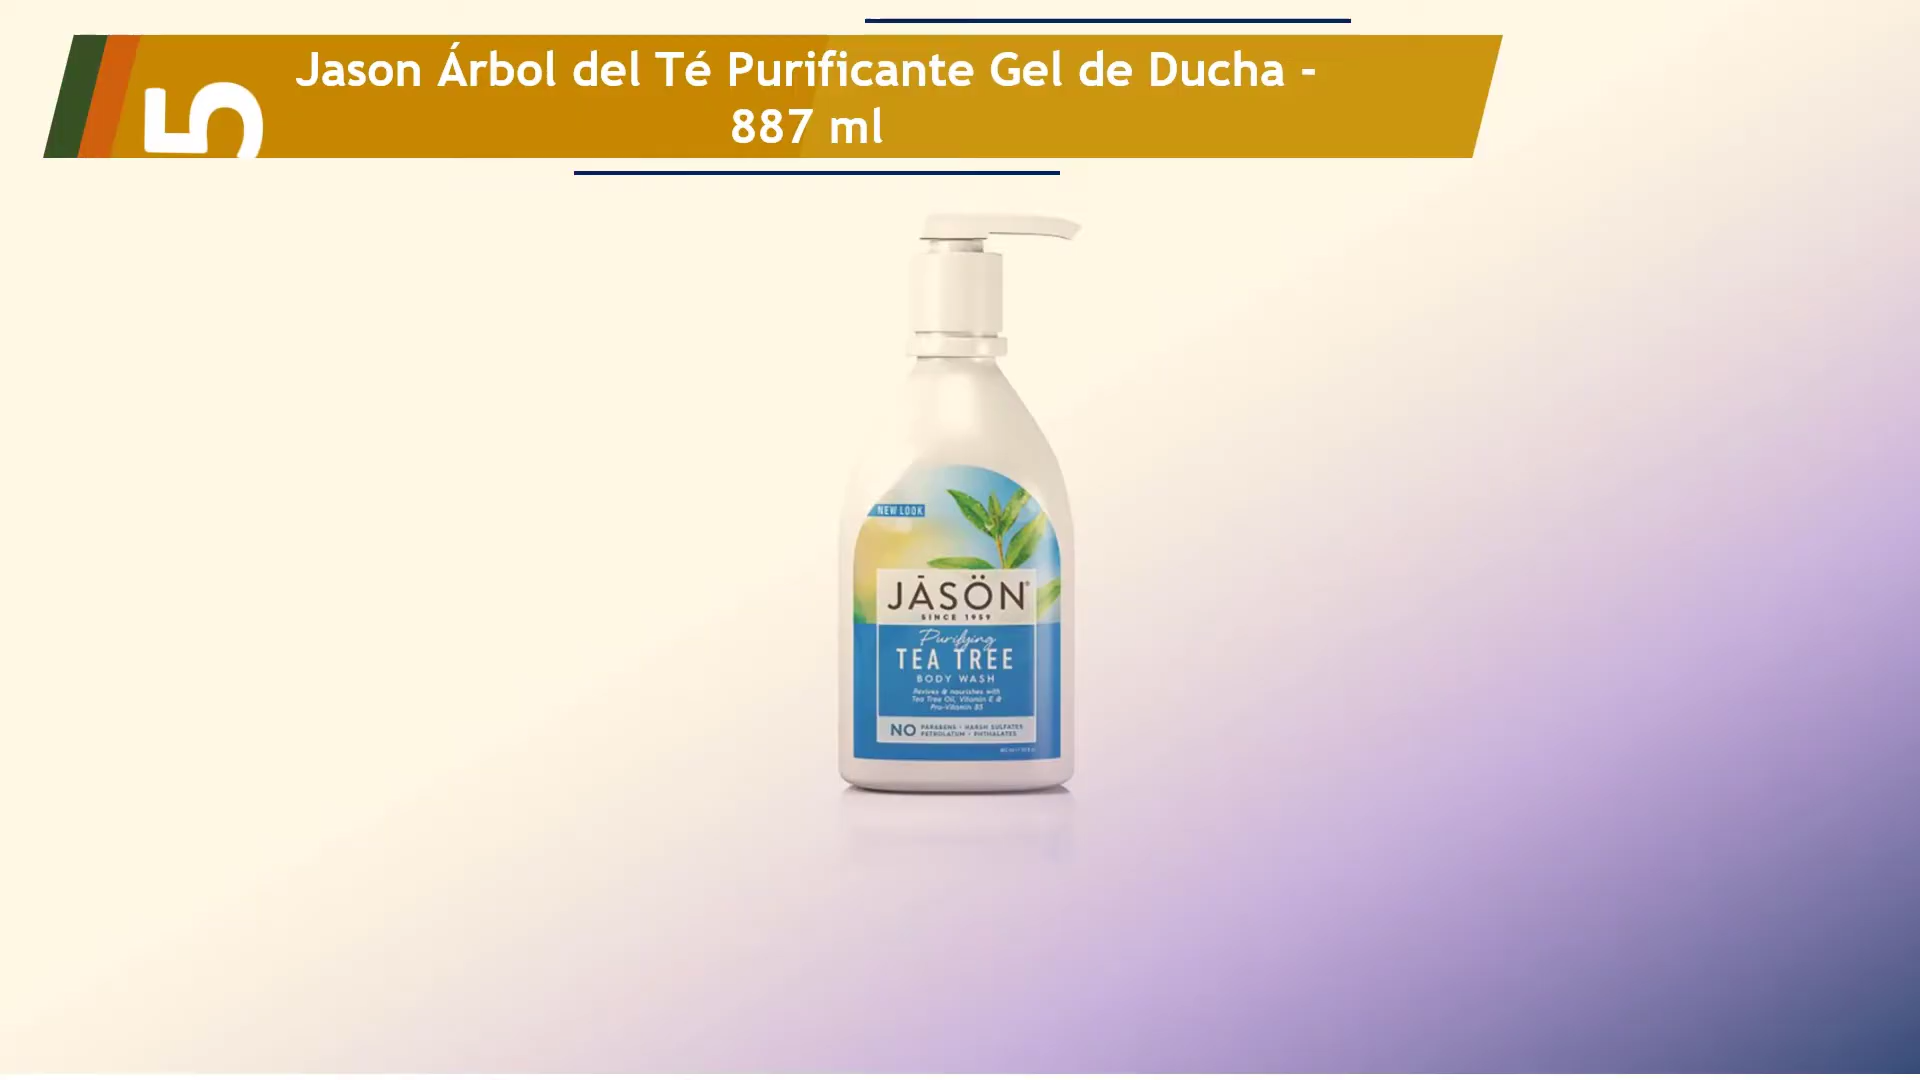 5
Jason Árbol del Té Purificante Gel de Ducha -
887 ml
NEW LOOK
JĀSÖN®
SINCE 1959
Purifying
TEA TREE
BODY WASH
Revives & nourishes with
Tea Tree Oil, Vitamin E &
Pro-Vitamin B5
NO PARABENS • HARSH SULFATES
PETROLATUM • PHTHALATES